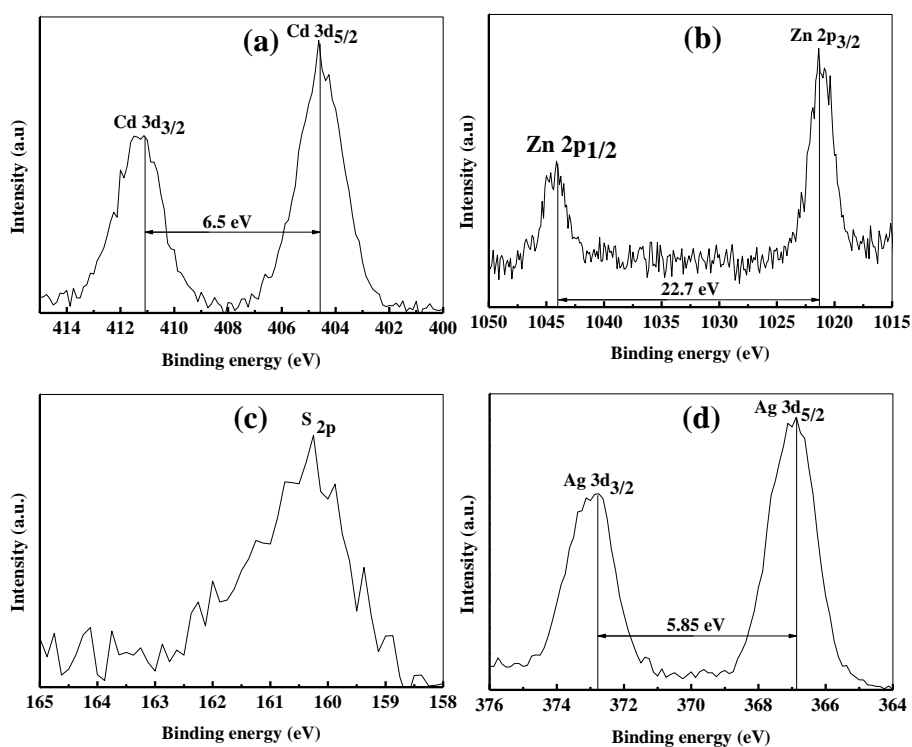 (a)
Cd 3d5/2
Cd 3d3/2
6.5 eV
Intensity (a.u)
414 412 410 408 406 404 402 400
Binding energy (eV)
(b)
Zn 2p3/2
Zn 2p1/2
22.7 eV
Intensity (a.u)
1050 1045 1040 1035 1030 1025 1020 1015
Binding energy (eV)
(c)
S 2p
Intensity (a.u.)
165 164 163 162 161 160 159 158
Binding energy (eV)
(d)
Ag 3d5/2
Ag 3d3/2
5.85 eV
Intensity (a.u.)
376 374 372 370 368 366 364
Binding energy (eV)